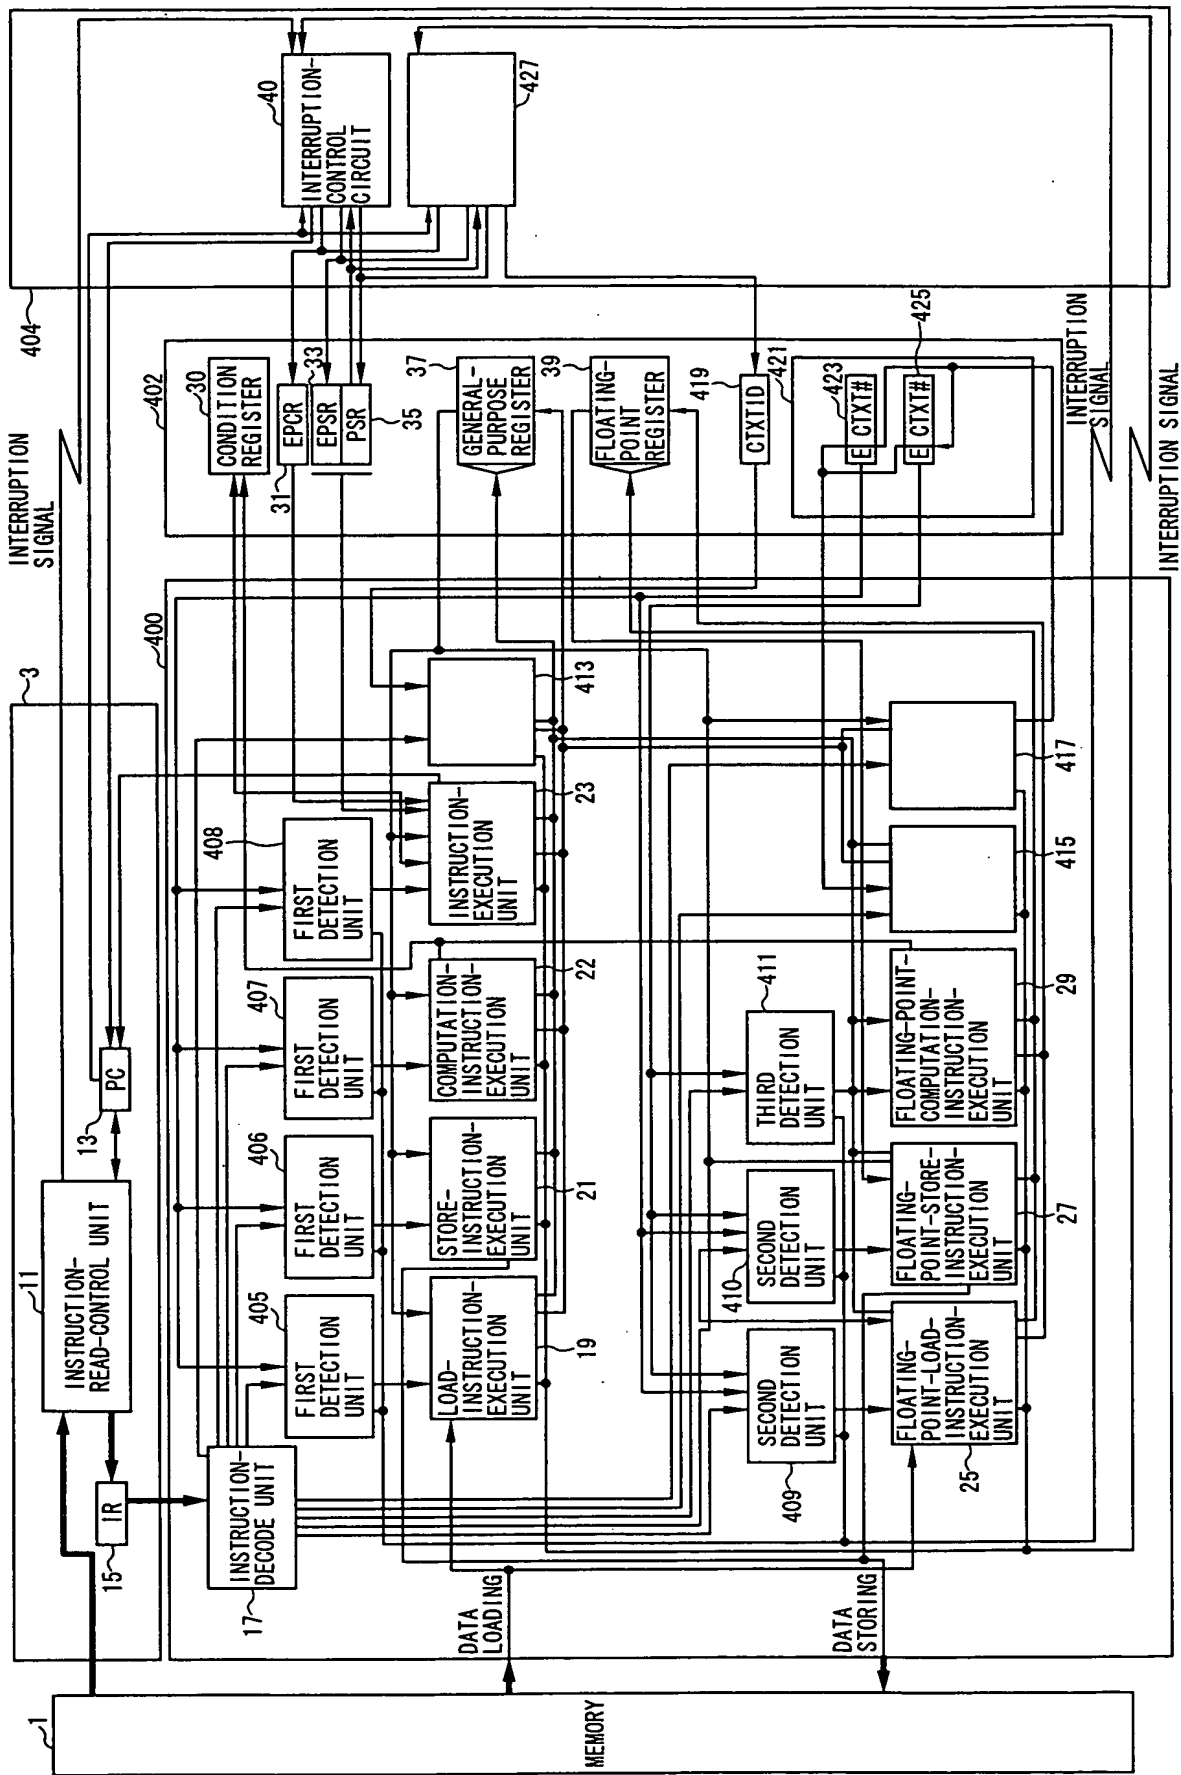 1
MEMORY
3
11
INSTRUCTION-
READ-CONTROL UNIT
13
PC
15
IR
INTERRUPTION
SIGNAL
400
17
INSTRUCTION-
DECODE UNIT
DATA
LOADING
DATA
STORING
405
FIRST
DETECTION
UNIT
406
FIRST
DETECTION
UNIT
407
FIRST
DETECTION
UNIT
408
FIRST
DETECTION
UNIT
LOAD-
INSTRUCTION-
EXECUTION
UNIT
19
STORE-
INSTRUCTION-
EXECUTION
UNIT
21
COMPUTATION-
INSTRUCTION-
EXECUTION
UNIT
22
INSTRUCTION-
EXECUTION
UNIT
23
413
SECOND
DETECTION
UNIT
409
410
SECOND
DETECTION
UNIT
THIRD
DETECTION
UNIT
411
FLOATING-
POINT-LOAD-
INSTRUCTION-
EXECUTION
UNIT
25
FLOATING-
POINT-STORE-
INSTRUCTION-
EXECUTION
UNIT
27
FLOATING-POINT-
COMPUTATION-
INSTRUCTION-
EXECUTION
UNIT
29
415
417
402
30
CONDITION
REGISTER
31
EPCR
33
EPSR
PSR
35
37
GENERAL-
PURPOSE
REGISTER
39
FLOATING-
POINT
REGISTER
CTXTID
419
421
423
E CTXT#
E CTXT#
425
404
40
INTERRUPTION-
CONTROL
CIRCUIT
427
INTERRUPTION
SIGNAL
INTERRUPTION SIGNAL